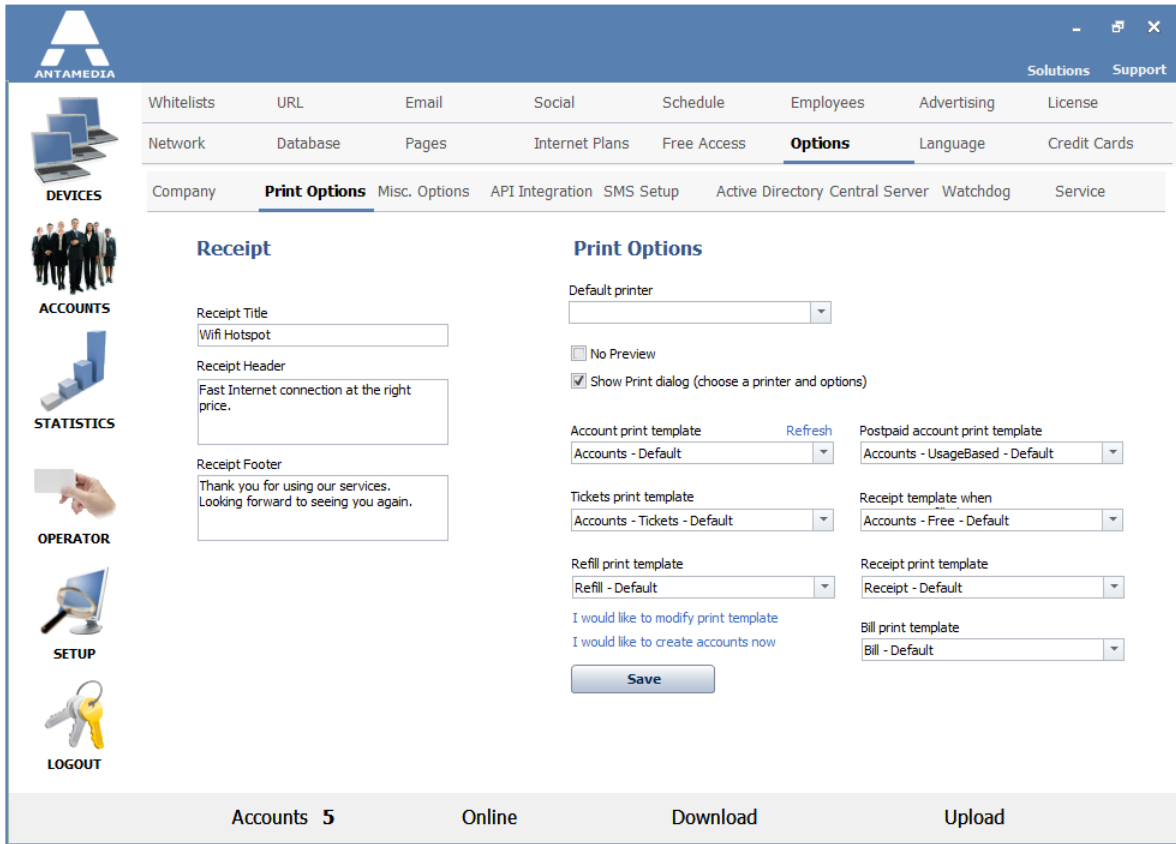 ANTAMEDIA
Solutions Support
Whitelists URL Email Social Schedule Employees Advertising License
Network Database Pages Internet Plans Free Access Options Language Credit Cards
Company Print Options Misc. Options API Integration SMS Setup Active Directory Central Server Watchdog Service
DEVICES
ACCOUNTS
STATISTICS
OPERATOR
SETUP
LOGOUT
Receipt
Receipt Title
Wifi Hotspot
Receipt Header
Fast Internet connection at the right
price.
Receipt Footer
Thank you for using our services.
Looking forward to seeing you again.
Print Options
Default printer
No Preview
Show Print dialog (choose a printer and options)
Account print template Refresh
Accounts - Default
Postpaid account print template
Accounts - UsageBased - Default
Tickets print template
Accounts - Tickets - Default
Receipt template when
Accounts - Free - Default
Refill print template
Refill - Default
Receipt print template
Receipt - Default
I would like to modify print template
I would like to create accounts now
Bill print template
Bill - Default
Save
Accounts 5 Online Download Upload